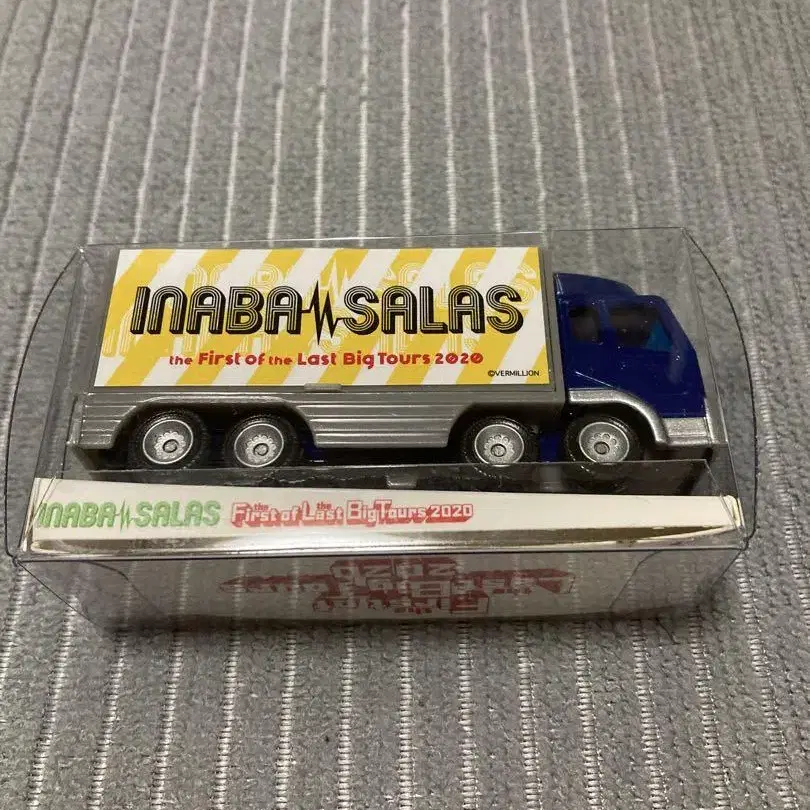 INABA SALAS
the First of the Last Big Tours 2020
©VERMILLION
INABA SALAS the First of the Last Big Tours 2020